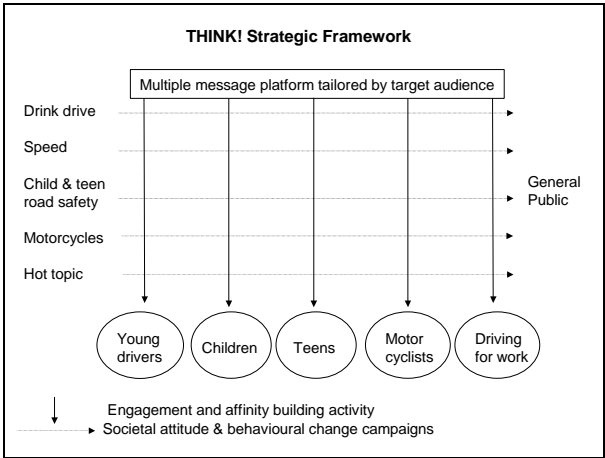 THINK! Strategic Framework
Multiple message platform tailored by target audience
Drink drive
Speed
Child & teen
road safety
General
Public
Motorcycles
Hot topic
Young
drivers
Children
Teens
Motor
cyclists
Driving
for work
Engagement and affinity building activity
Societal attitude & behavioural change campaigns